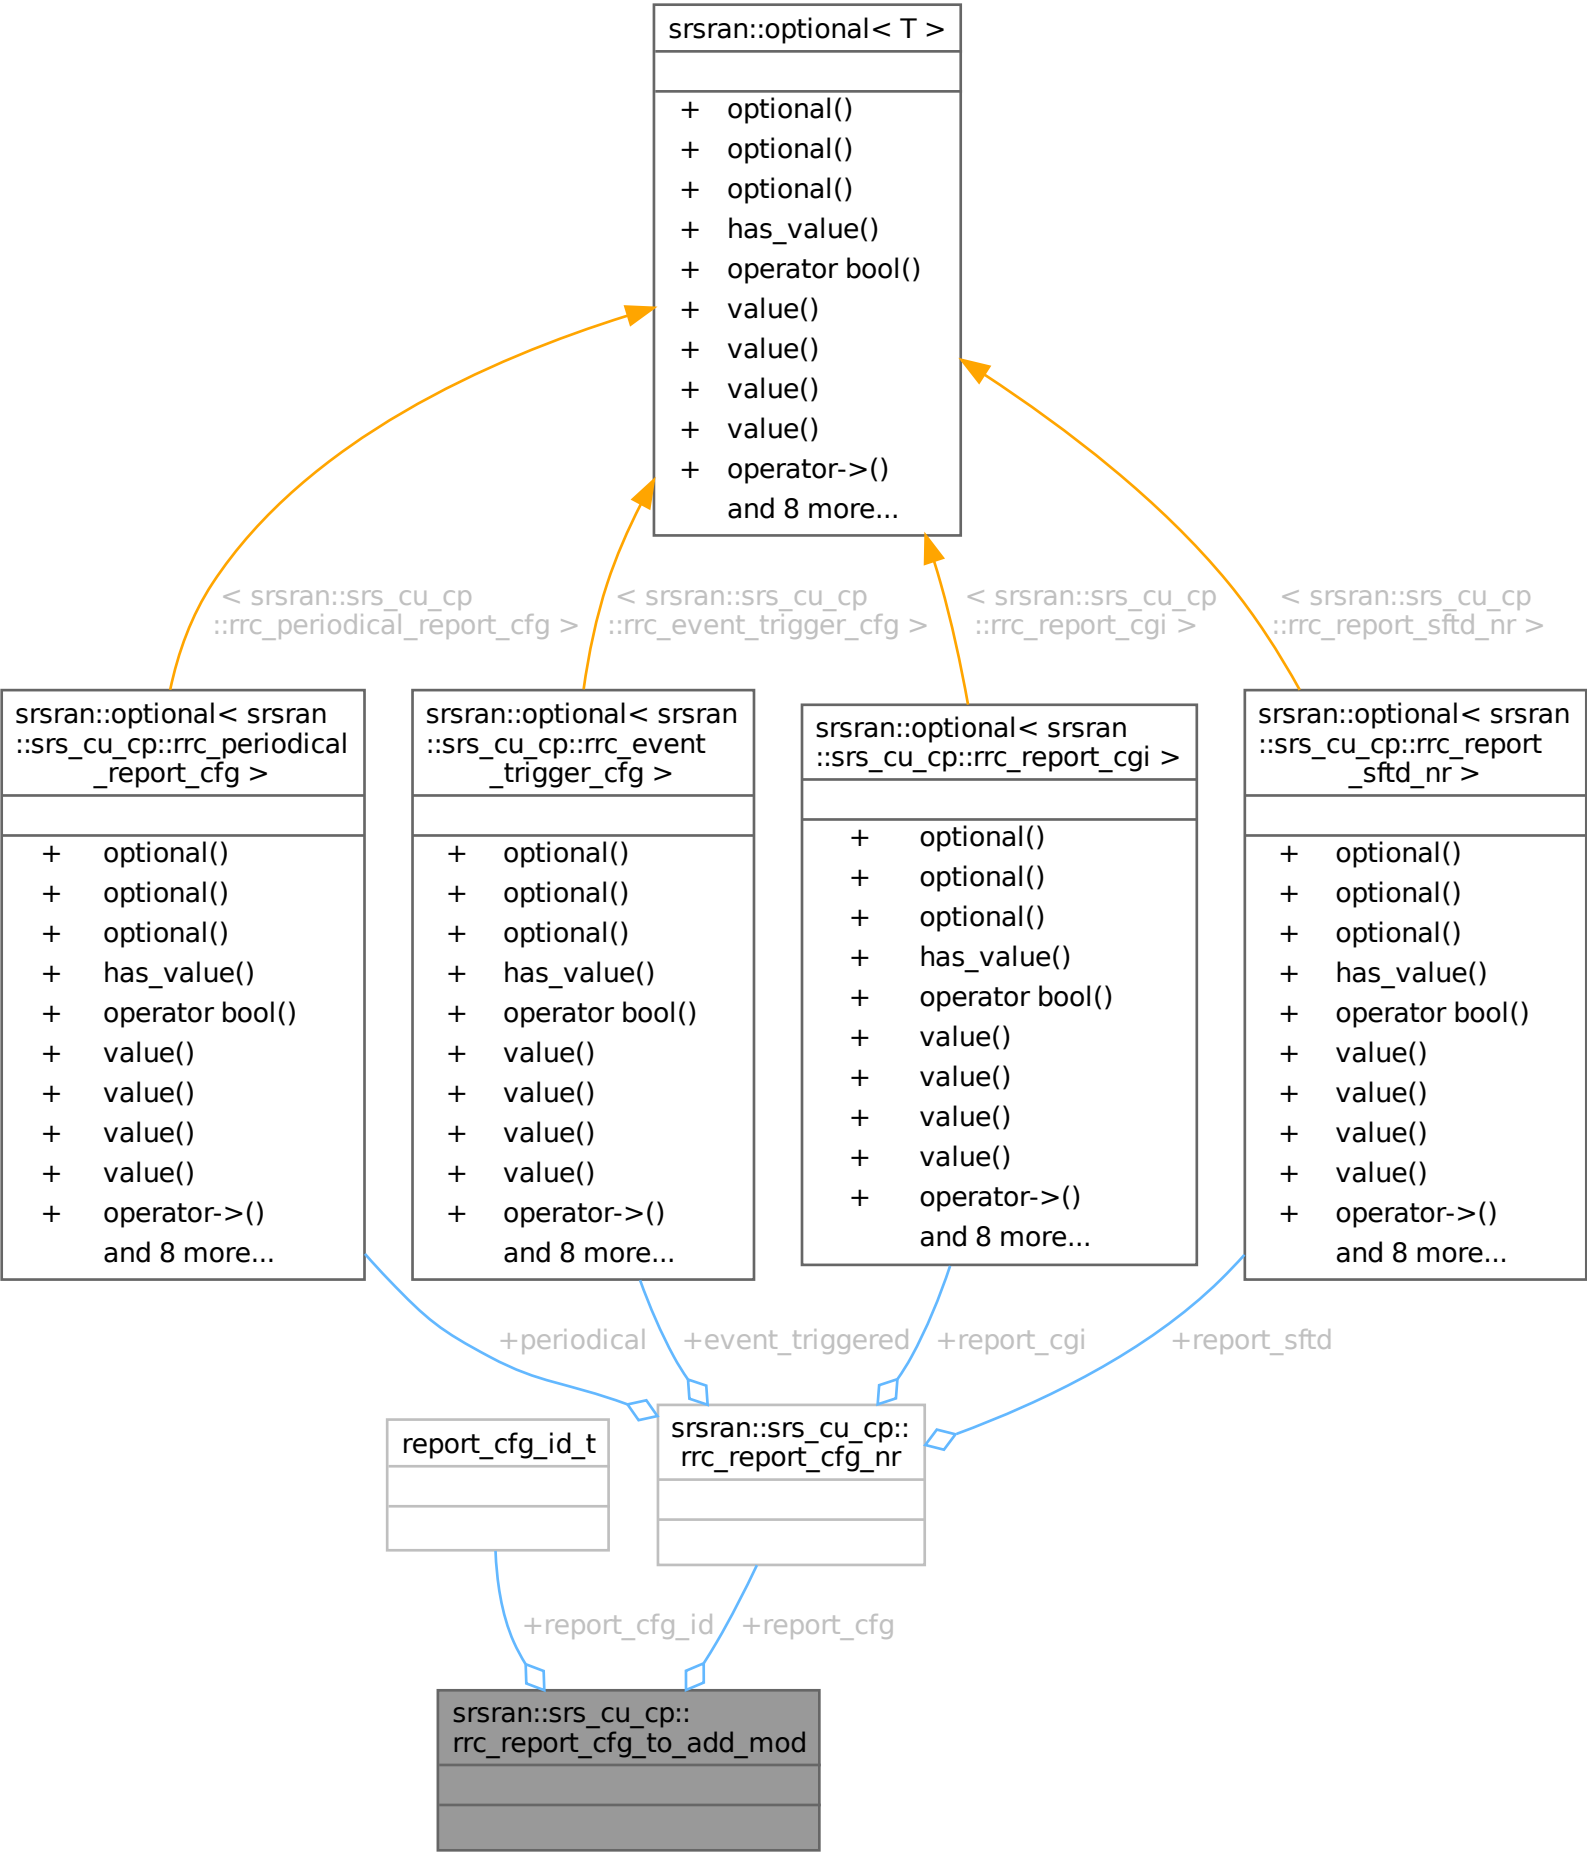 srsran::optional< T >
+ optional()
+ optional()
+ optional()
+ has_value()
+ operator bool()
+ value()
+ value()
+ value()
+ value()
+ operator->()
and 8 more...
< srsran::srs_cu_cp
::rrc_periodical_report_cfg >
< srsran::srs_cu_cp
::rrc_event_trigger_cfg >
< srsran::srs_cu_cp
::rrc_report_cgi >
< srsran::srs_cu_cp
::rrc_report_sftd_nr >
srsran::optional< srsran
::srs_cu_cp::rrc_periodical
_report_cfg >
+ optional()
+ optional()
+ optional()
+ has_value()
+ operator bool()
+ value()
+ value()
+ value()
+ value()
+ operator->()
and 8 more...
srsran::optional< srsran
::srs_cu_cp::rrc_event
_trigger_cfg >
+ optional()
+ optional()
+ optional()
+ has_value()
+ operator bool()
+ value()
+ value()
+ value()
+ value()
+ operator->()
and 8 more...
srsran::optional< srsran
::srs_cu_cp::rrc_report_cgi >
+ optional()
+ optional()
+ optional()
+ has_value()
+ operator bool()
+ value()
+ value()
+ value()
+ value()
+ operator->()
and 8 more...
srsran::optional< srsran
::srs_cu_cp::rrc_report
_sftd_nr >
+ optional()
+ optional()
+ optional()
+ has_value()
+ operator bool()
+ value()
+ value()
+ value()
+ value()
+ operator->()
and 8 more...
+periodical
+event_triggered
+report_cgi
+report_sftd
report_cfg_id_t
srsran::srs_cu_cp::
rrc_report_cfg_nr
+report_cfg_id
+report_cfg
srsran::srs_cu_cp::
rrc_report_cfg_to_add_mod